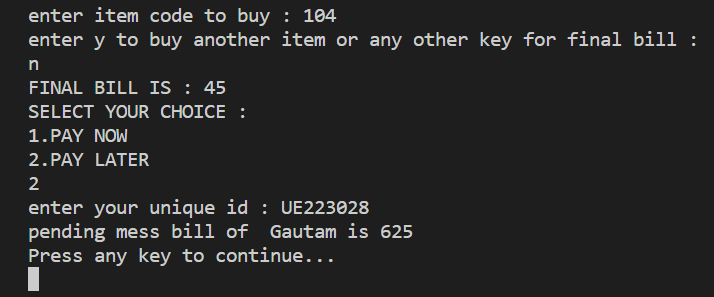 enter item code to buy : 104
enter y to buy another item or any other key for final bill :
n
FINAL BILL IS : 45
SELECT YOUR CHOICE :
1.PAY NOW
2.PAY LATER
2
enter your unique id : UE223028
pending mess bill of  Gautam is 625
Press any key to continue...